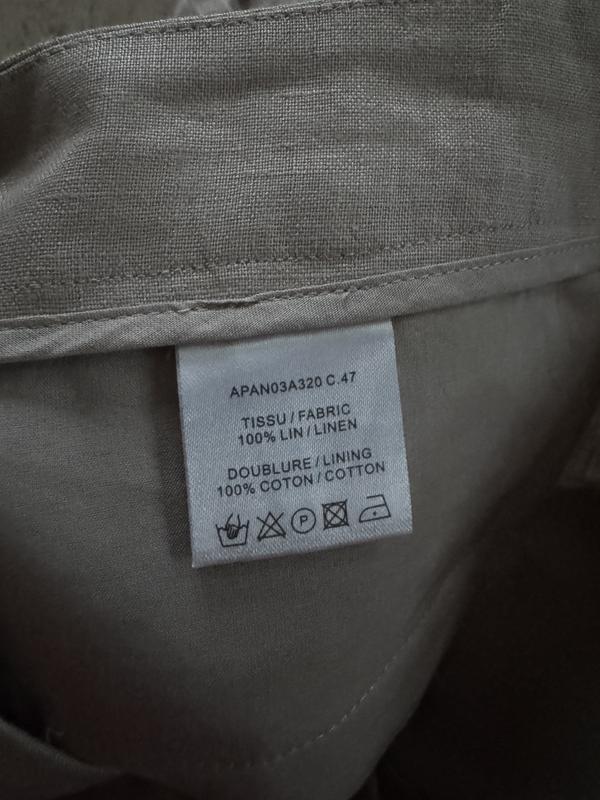 APAN03A320 C.47
TISSU / FABRIC
100% LIN / LINEN
DOUBLURE / LINING
100% COTON / COTTON
P